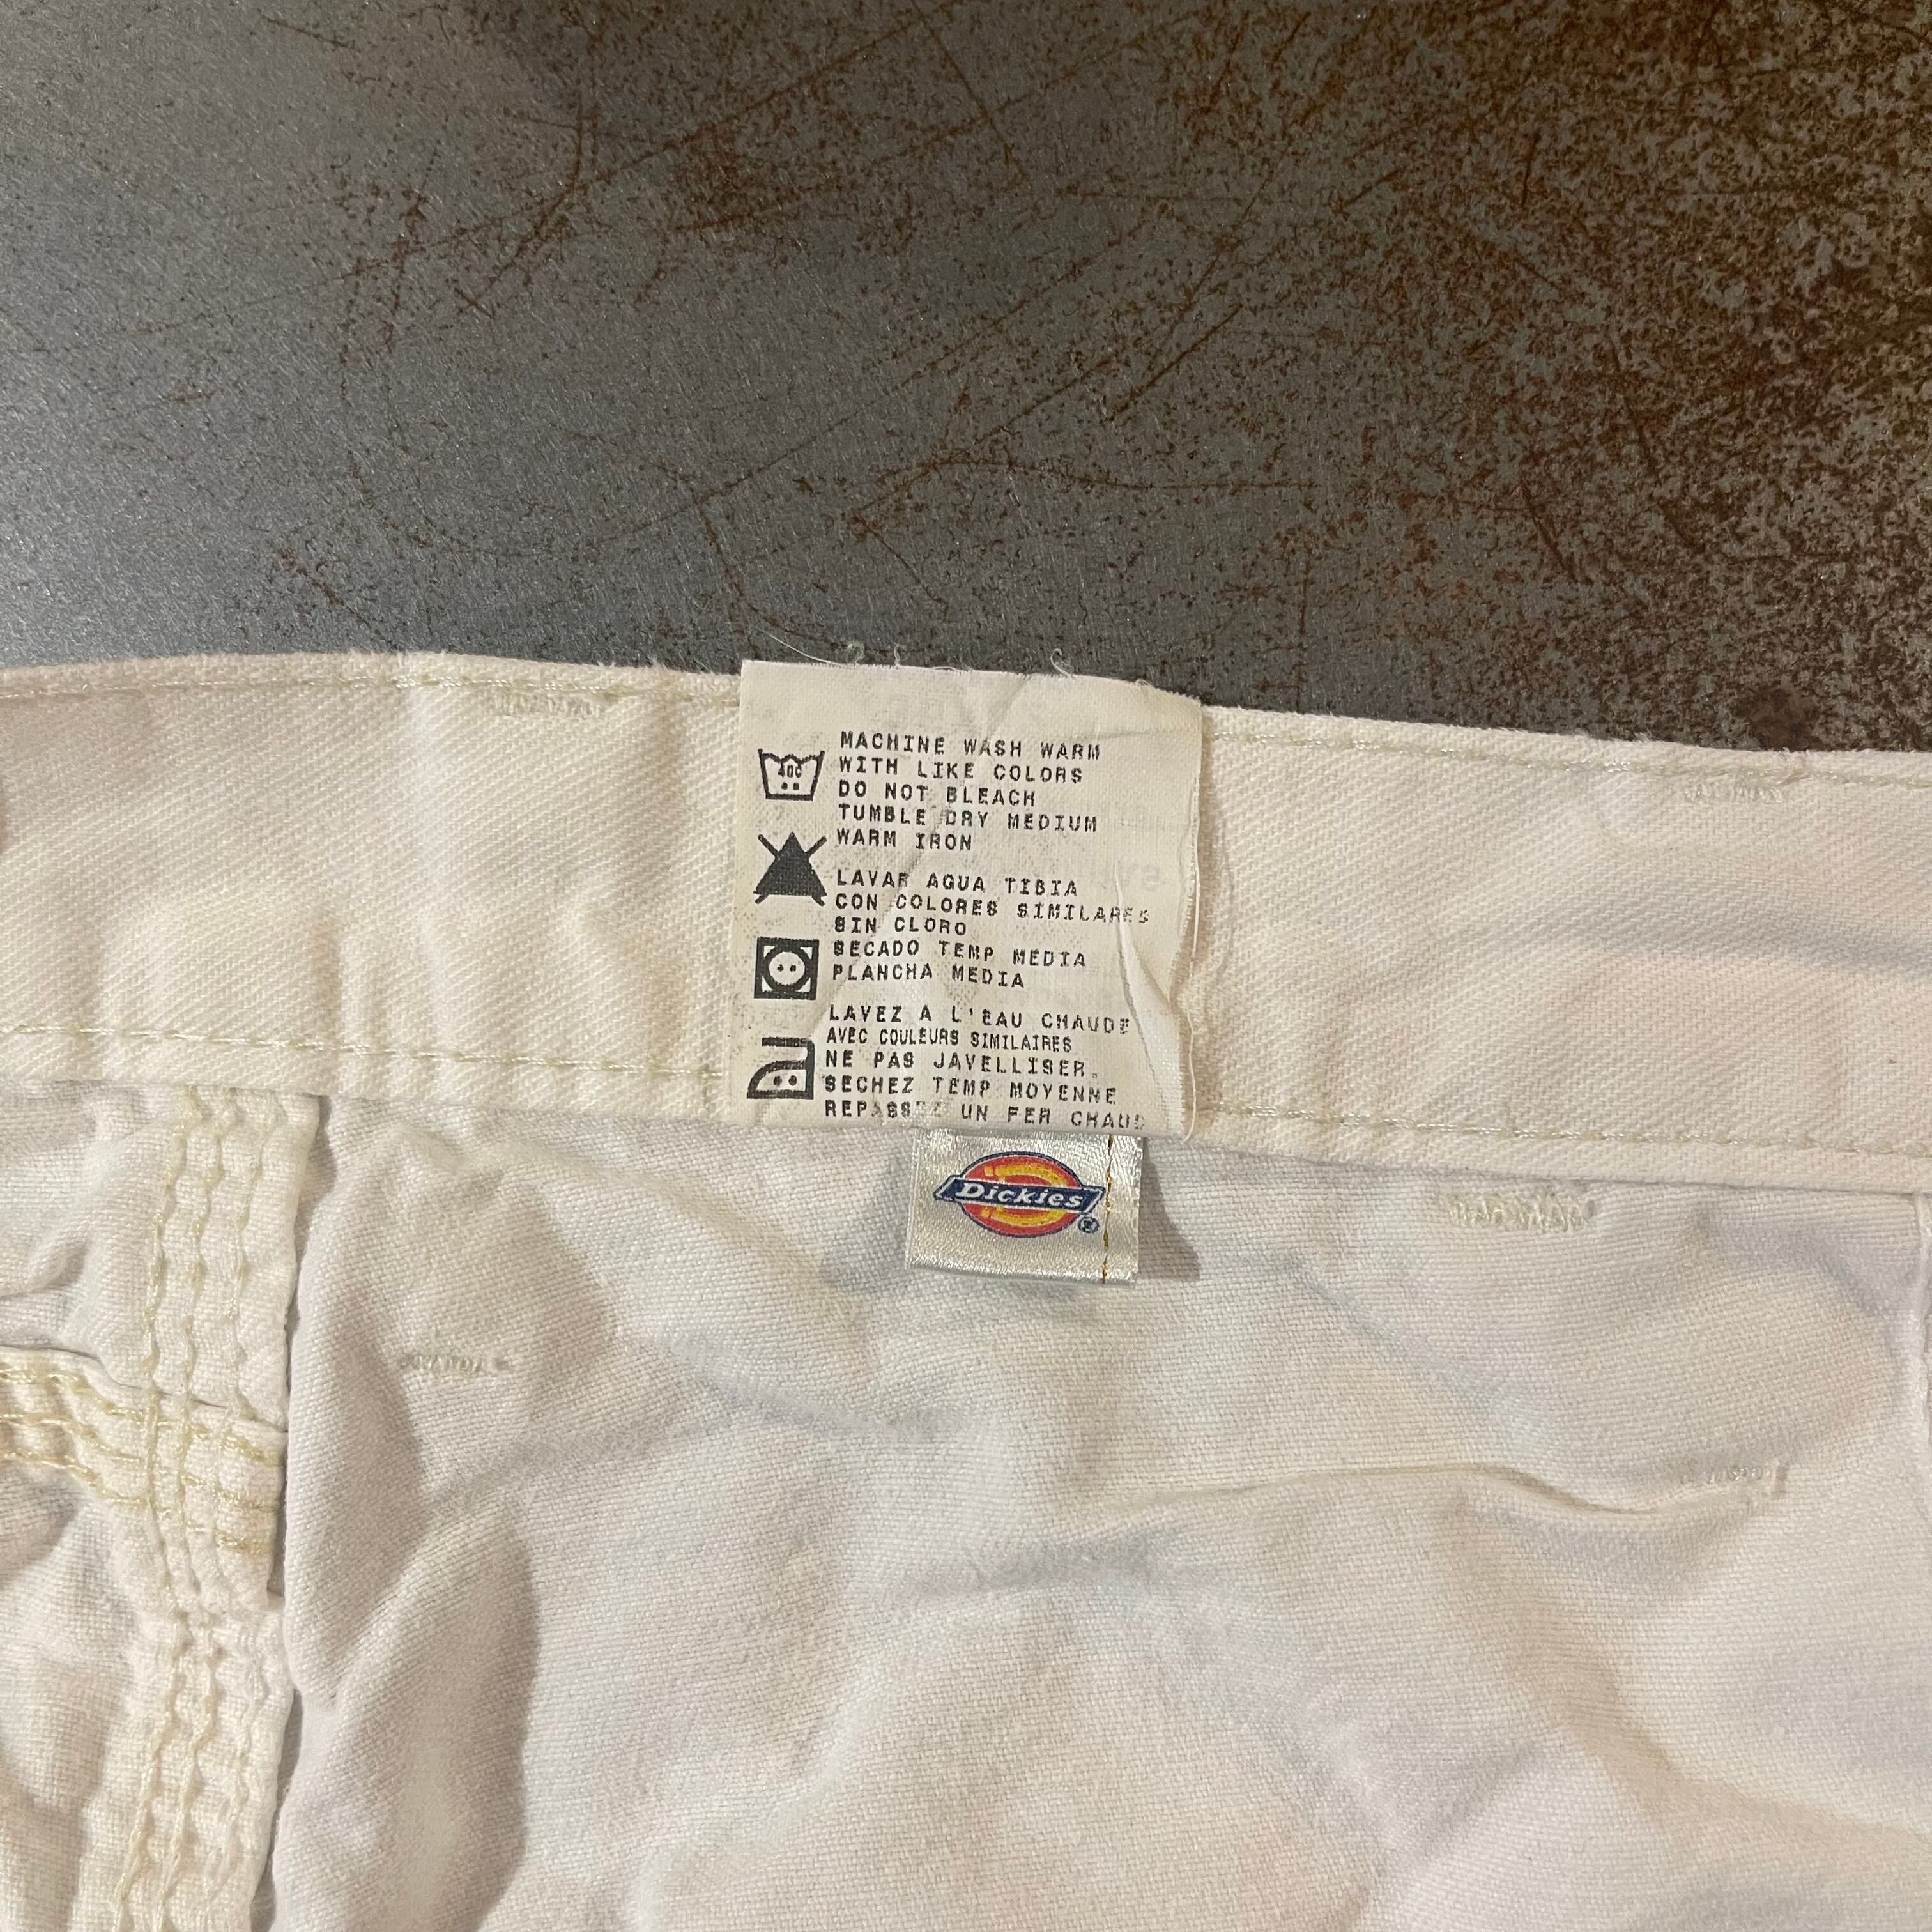 MACHINE WASH WARM
WITH LIKE COLORS
DO NOT BLEACH
TUMBLE DRY MEDIUM
WARM IRON
LAVAR AGUA TIBIA
CON COLORES SIMILARES
SIN CLORO
SECADO TEMP MEDIA
PLANCHA MEDIA
LAVEZ A L'EAU CHAUDE
AVEC COULEURS SIMILAIRES
NE PAS JAVELLISER.
SECHEZ TEMP MOYENNE
REPASSEZ UN FER CHAUD
40C
Dickies®